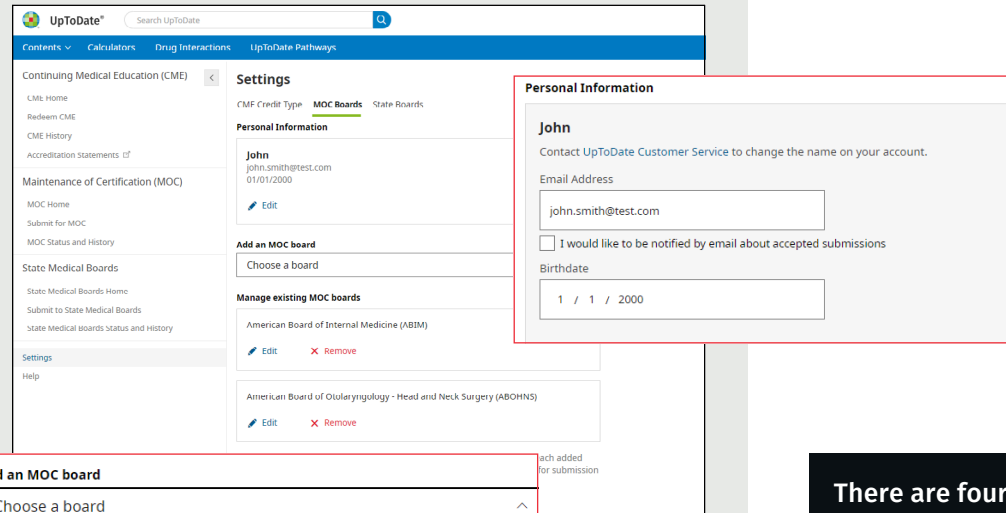 UpToDate®
Search UpToDate
Contents
Calculators
Drug Interactions
UpToDate Pathways
Continuing Medical Education (CME)
CME Home
Redeem CME
CME History
Accreditation Statements
Maintenance of Certification (MOC)
MOC Home
Submit for MOC
MOC Status and History
State Medical Boards
State Medical Boards Home
Submit to State Medical Boards
State Medical Boards Status and History
Settings
Help
Settings
CME Credit Type MOC Boards State Boards
Personal Information
John
john.smith@test.com
01/01/2000
Edit
Add an MOC board
Choose a board
Manage existing MOC boards
American Board of Internal Medicine (ABIM)
Edit
Remove
American Board of Otolaryngology - Head and Neck Surgery (ABOHNS)
Edit
Remove
ach added
for submission
Personal Information
John
Contact UpToDate Customer Service to change the name on your account.
Email Address
john.smith@test.com
I would like to be notified by email about accepted submissions
Birthdate
1 / 1 / 2000
d an MOC board
Choose a board
There are four